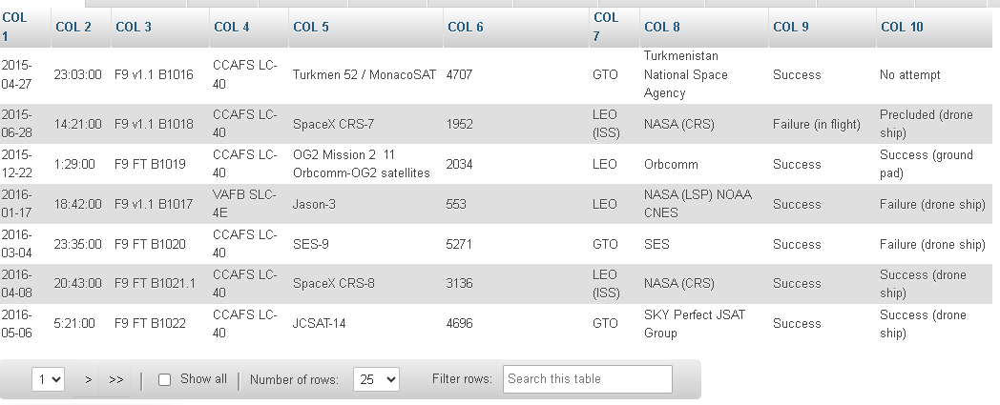 COL 1 COL 2 COL 3 COL 4 COL 5 COL 6 COL 7 COL 8 COL 9 COL 10
2015-04-27 23:03:00 F9 v1.1 B1016 CCAFS LC-40 Turkmen 52 / MonacoSAT 4707 GTO Turkmenistan National Space Agency Success No attempt
2015-06-28 14:21:00 F9 v1.1 B1018 CCAFS LC-40 SpaceX CRS-7 1952 LEO (ISS) NASA (CRS) Failure (in flight) Precluded (drone ship)
2015-12-22 1:29:00 F9 FT B1019 CCAFS LC-40 OG2 Mission 2 11 Orbcomm-OG2 satellites 2034 LEO Orbcomm Success Success (ground pad)
2016-01-17 18:42:00 F9 v1.1 B1017 VAFB SLC-4E Jason-3 553 LEO NASA (LSP) NOAA CNES Success Failure (drone ship)
2016-03-04 23:35:00 F9 FT B1020 CCAFS LC-40 SES-9 5271 GTO SES Success Failure (drone ship)
2016-04-08 20:43:00 F9 FT B1021.1 CCAFS LC-40 SpaceX CRS-8 3136 LEO (ISS) NASA (CRS) Success Success (drone ship)
2016-05-06 5:21:00 F9 FT B1022 CCAFS LC-40 JCSAT-14 4696 GTO SKY Perfect JSAT Group Success Success (drone ship)
1 > >> Show all Number of rows: 25 Filter rows: Search this table